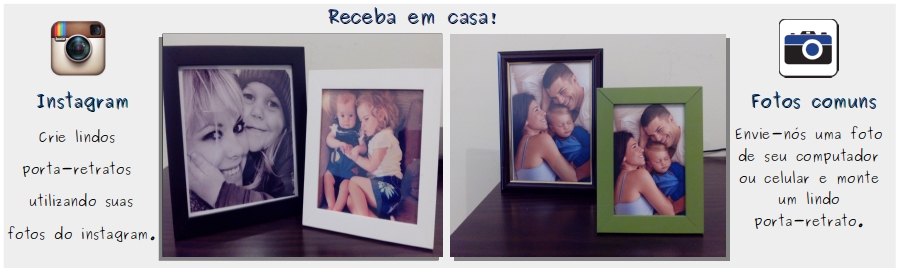 Receba em casa!
Instagram
Crie lindos
porta-retratos
utilizando suas
fotos do instagram.
Fotos comuns
Envie-nós uma foto
de seu computador
ou celular e monte
um lindo
porta-retrato.